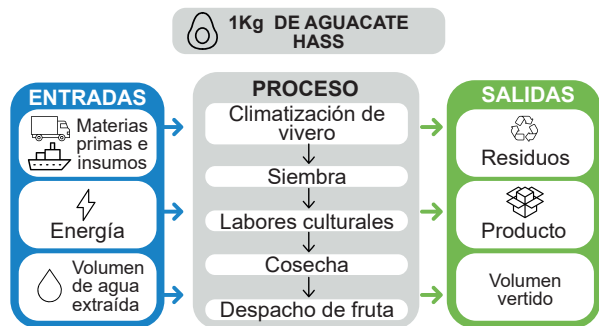 1Kg DE AGUACATE
HASS
ENTRADAS
Materias
primas e
insumos
Energía
Volumen
de agua
extraída
PROCESO
Climatización de
vivero
Siembra
Labores culturales
Cosecha
Despacho de fruta
SALIDAS
Residuos
Producto
Volumen
vertido